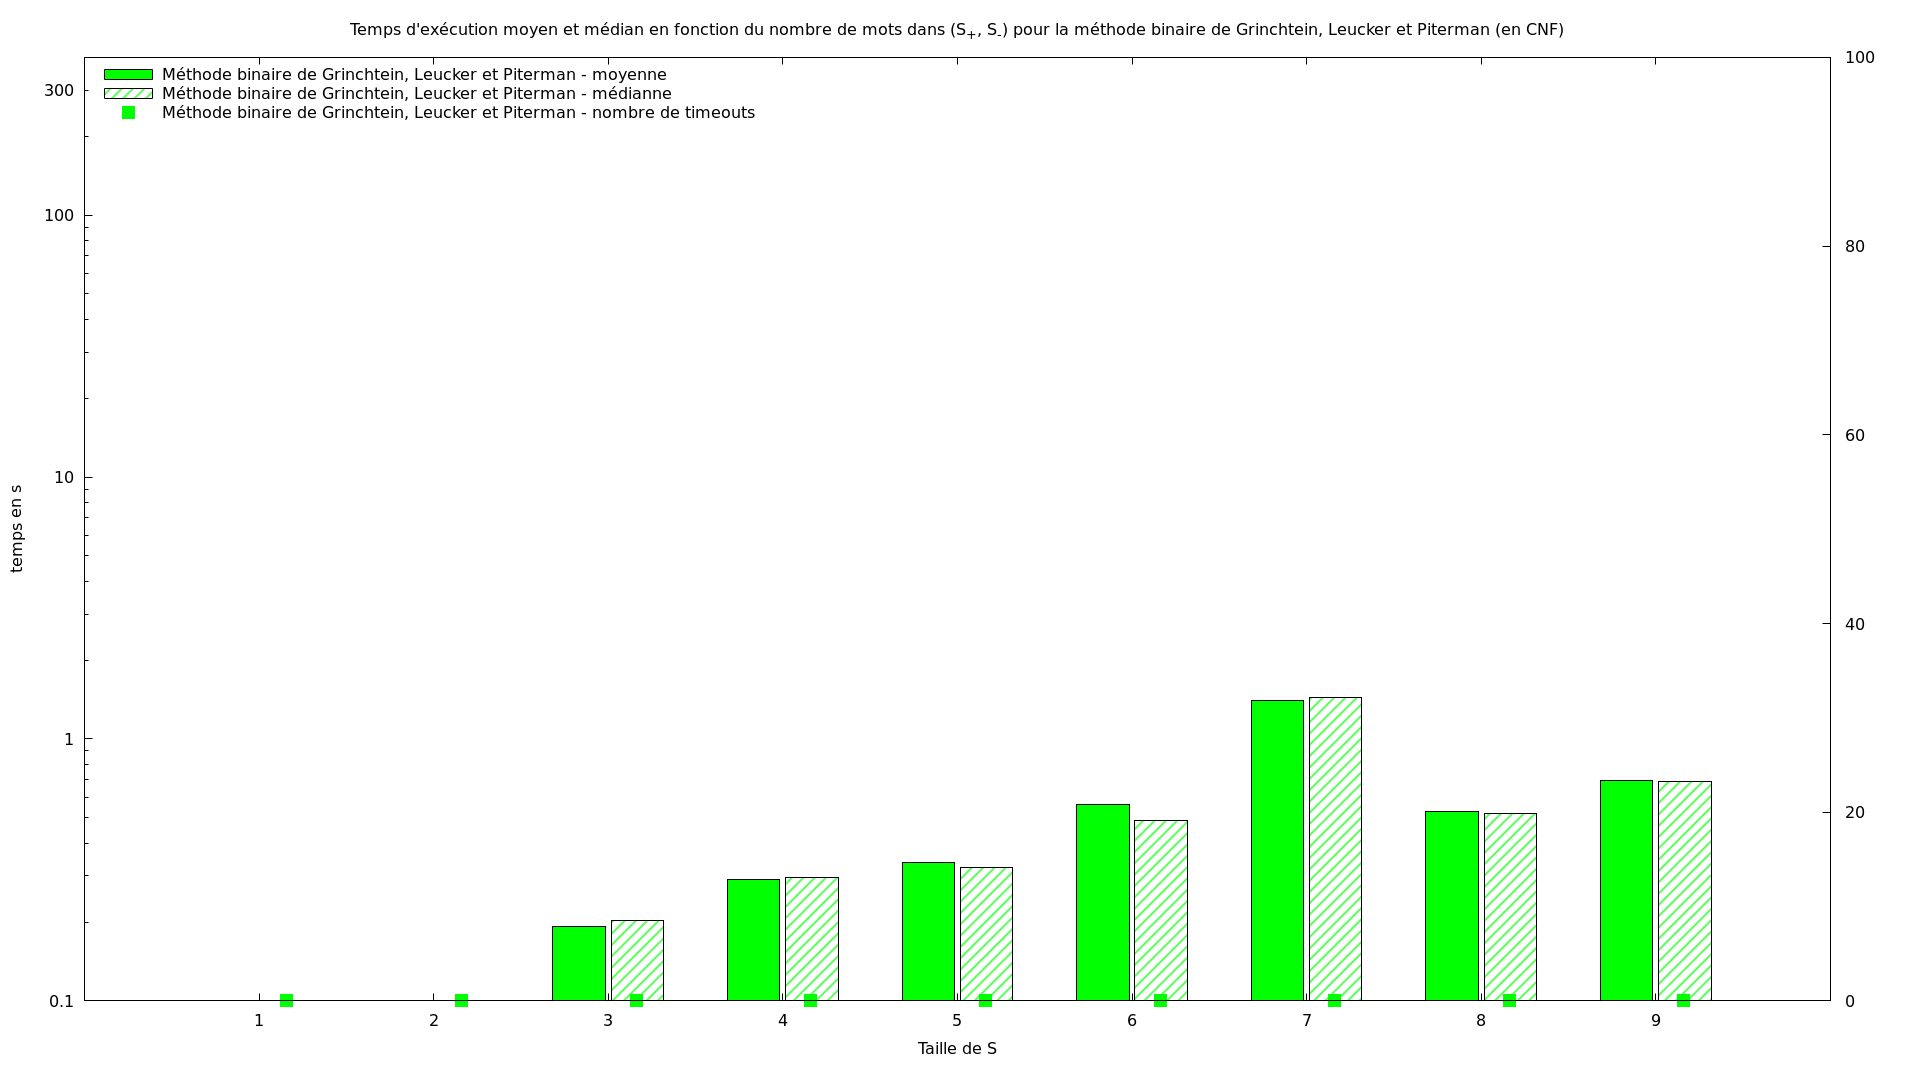 Temps d'exécution moyen et médian en fonction du nombre de mots dans (S+, S-) pour la méthode binaire de Grinchtein, Leucker et Piterman (en CNF)
Méthode binaire de Grinchtein, Leucker et Piterman - moyenne
Méthode binaire de Grinchtein, Leucker et Piterman - médianne
Méthode binaire de Grinchtein, Leucker et Piterman - nombre de timeouts
temps en s
300
100
10
1
0.1
100
80
60
40
20
0
1 2 3 4 5 6 7 8 9
Taille de S